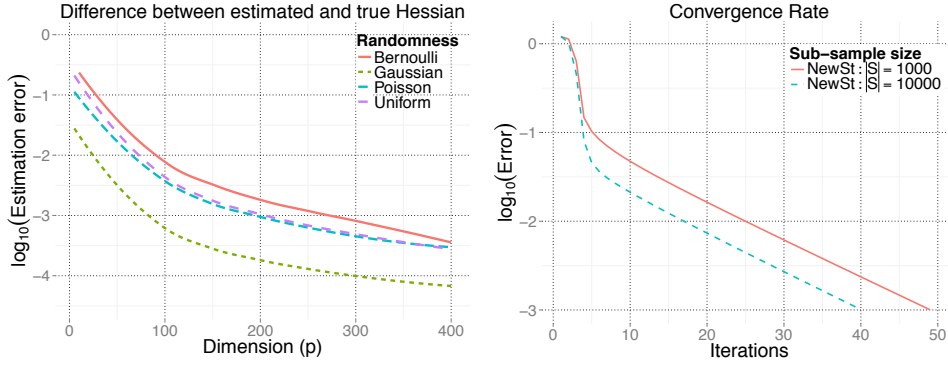 Difference between estimated and true Hessian
log10(Estimation error)
0
−1
−2
−3
−4
0
100
200
300
400
Dimension (p)
Randomness
Bernoulli
Gaussian
Poisson
Uniform
Convergence Rate
log10(Error)
0
−1
−2
−3
0
10
20
30
40
50
Iterations
Sub−sample size
NewSt : |S| = 1000
NewSt : |S| = 10000